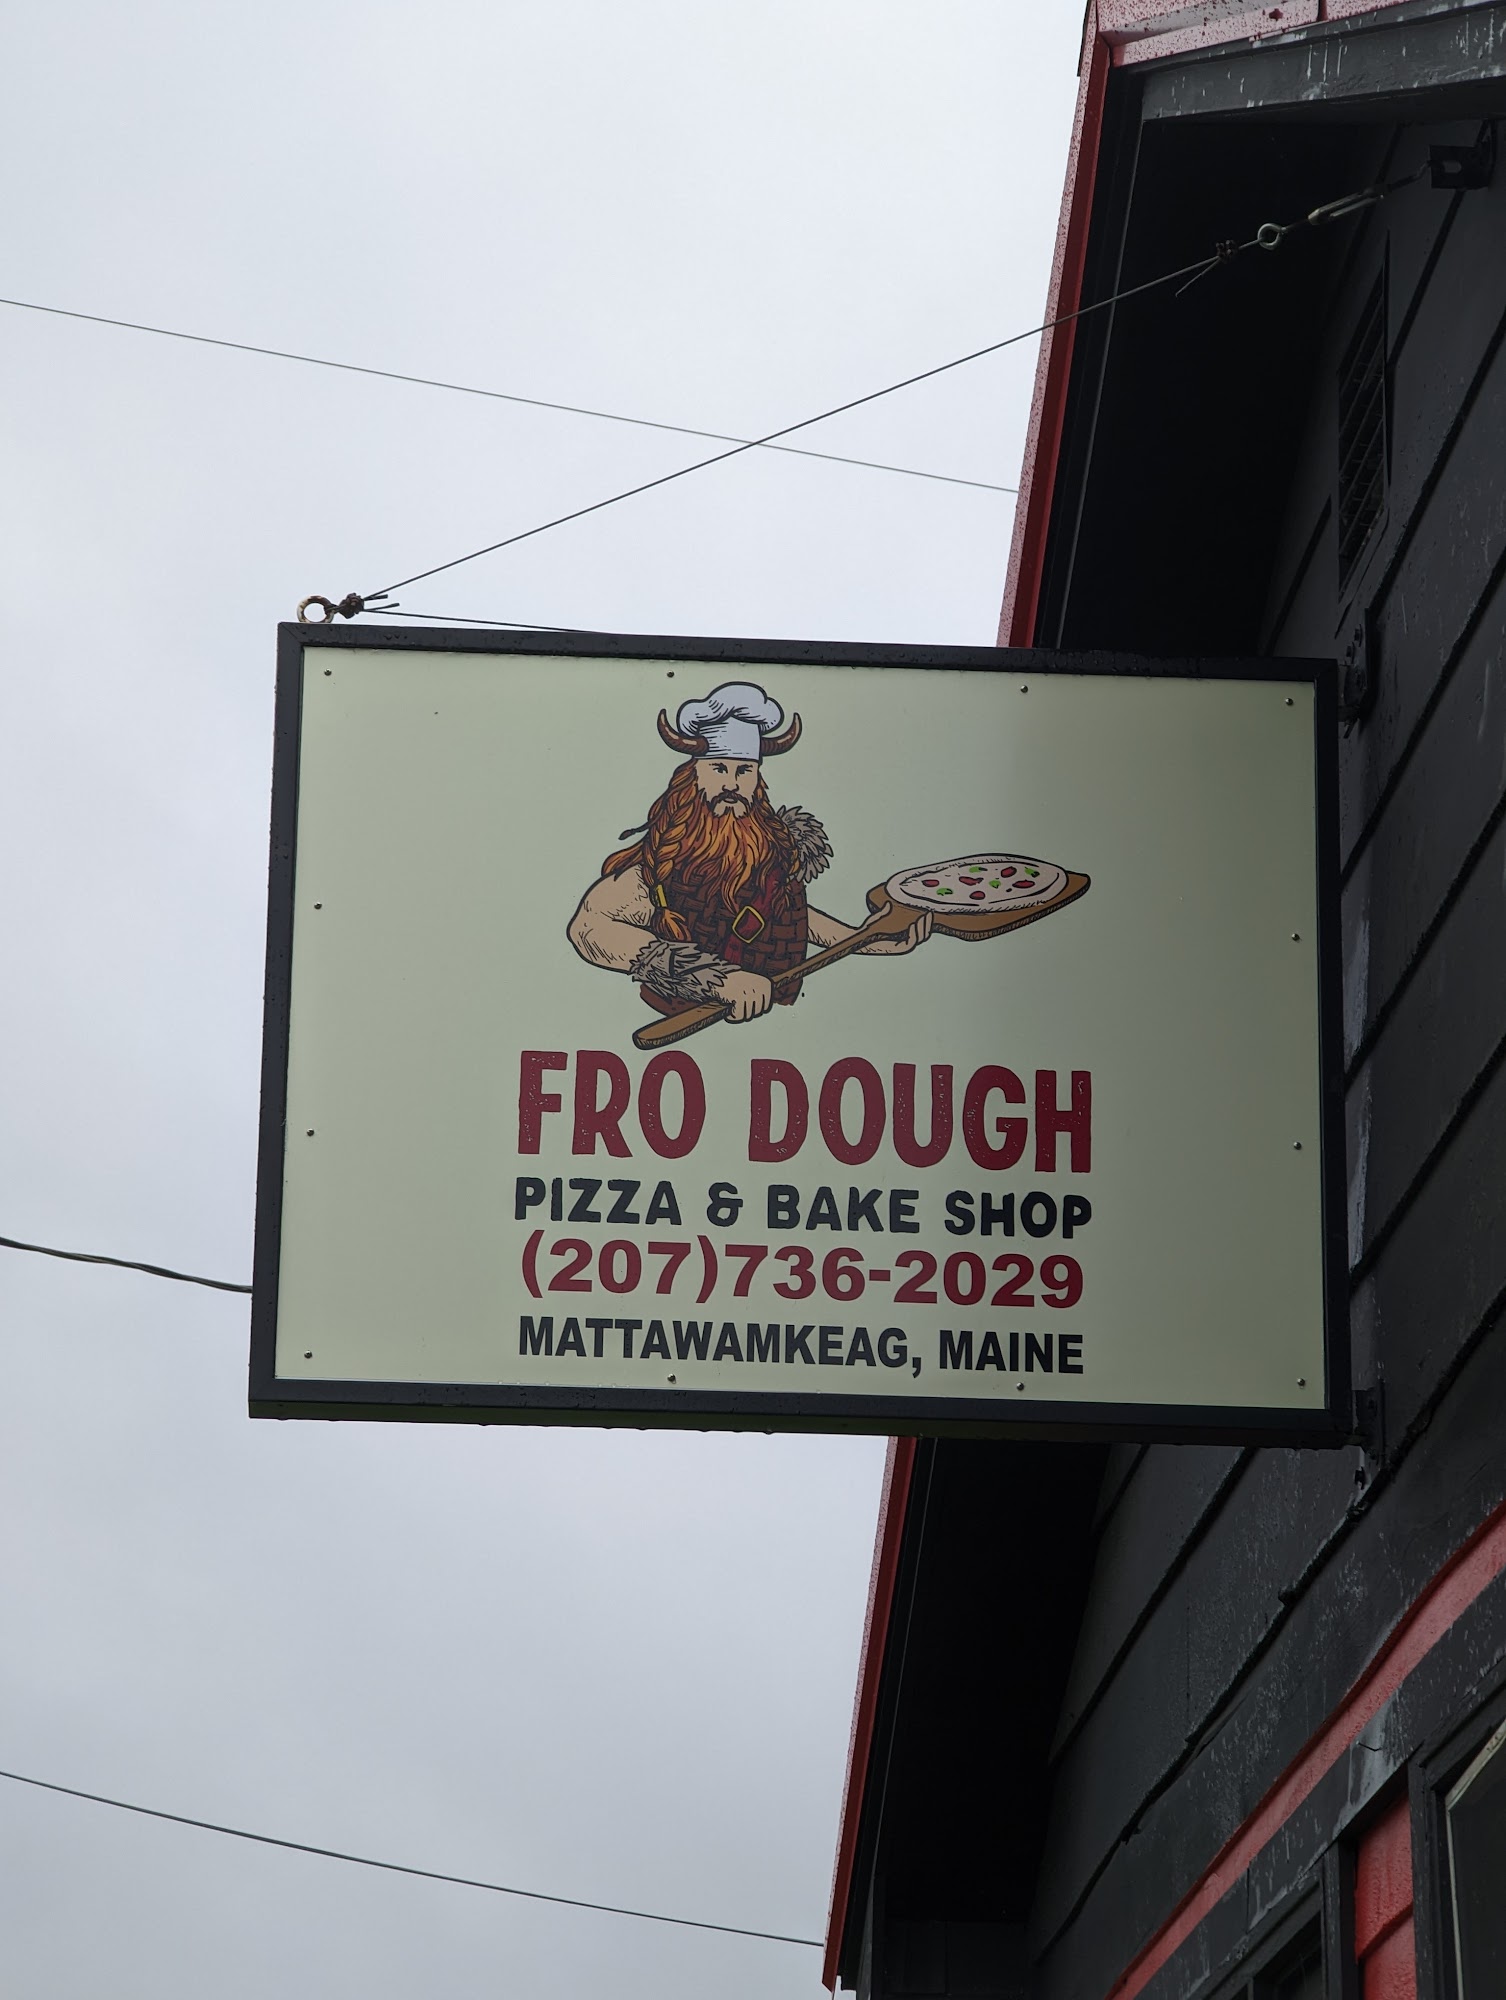 FRO DOUGH
PIZZA & BAKE SHOP
(207)736-2029
MATTAWAMKEAG, MAINE